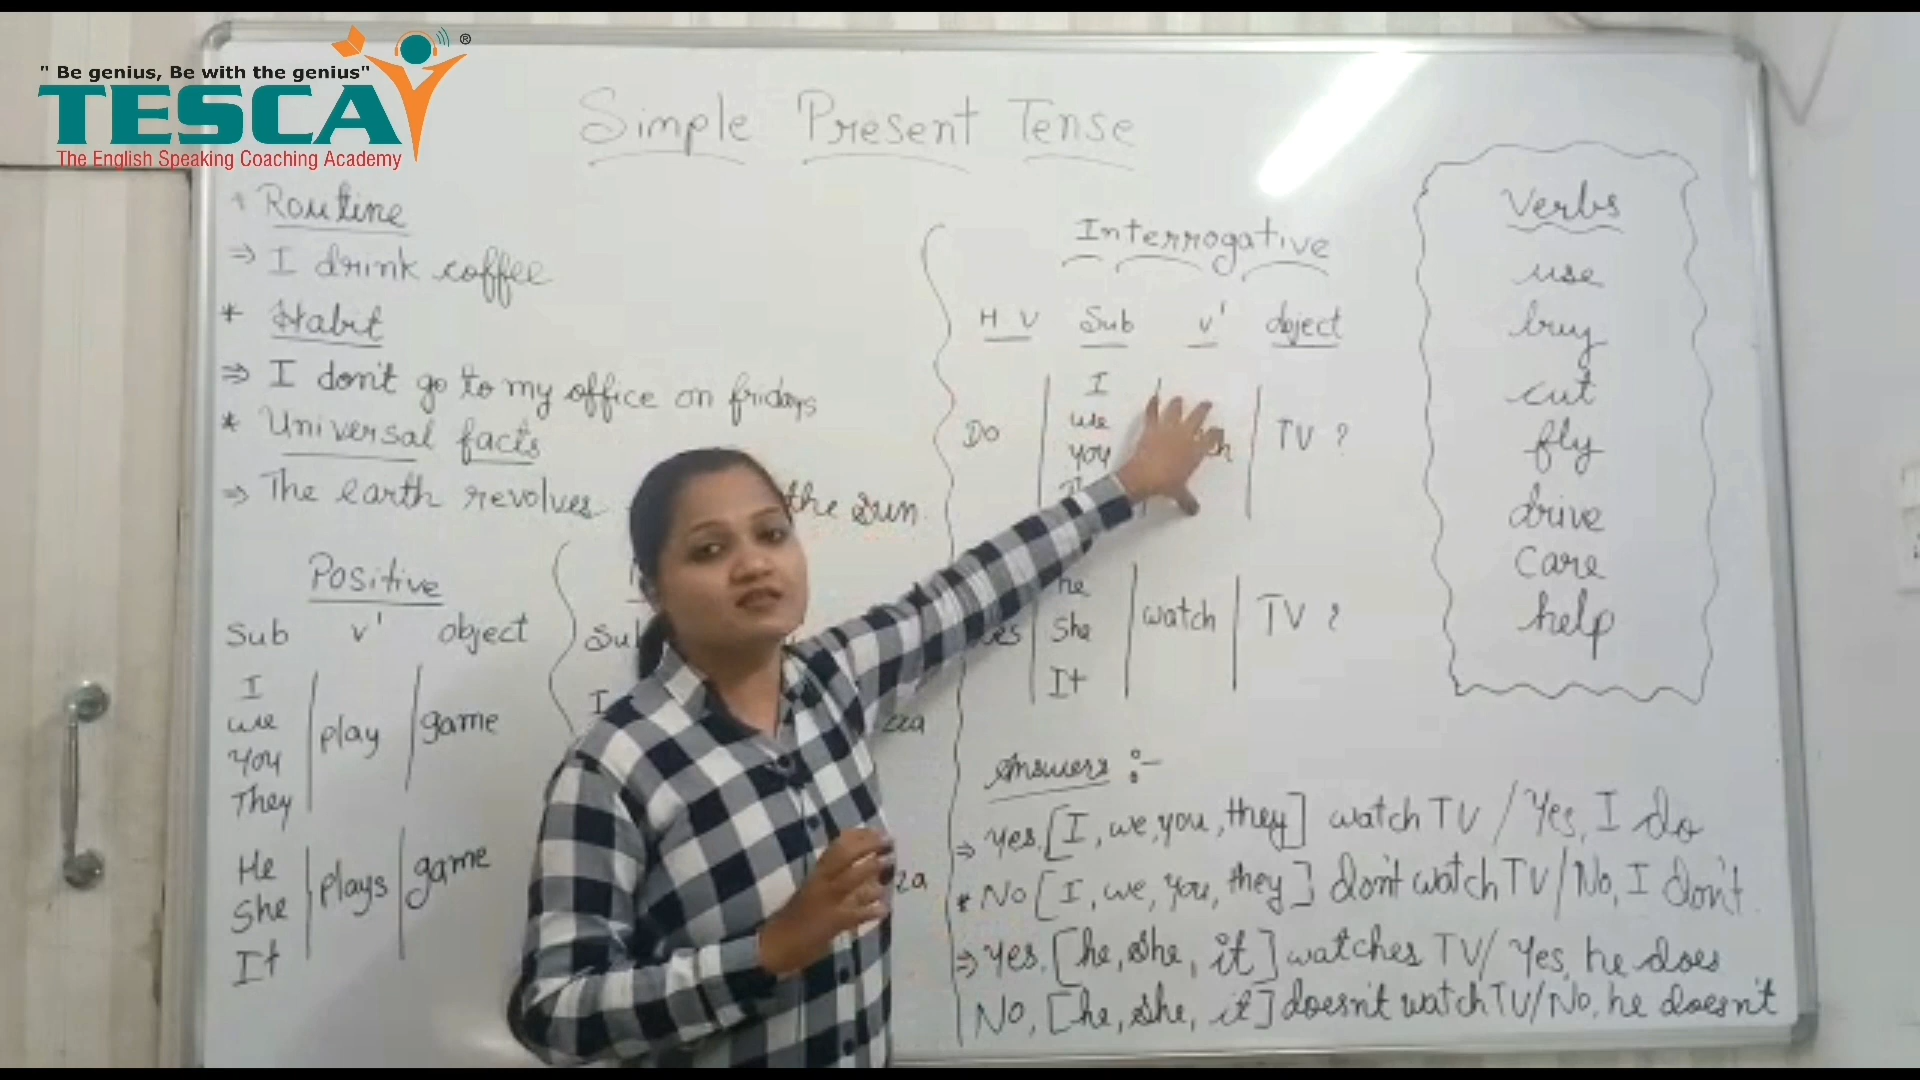 " Be genius, Be with the genius"
TESCA ®
The English Speaking Coaching Academy
Simple Present Tense
* Routine
⇒ I drink coffee
* Habit
⇒ I don't go to my office on fridays
* Universal facts
⇒ The earth revolves the sun.
Positive
Sub v' object
I
we
You
They
play
game
He
She
It
plays
game
Sub
I
zza
za
Interrogative
H V Sub v' object
Do
I
we
you
TV ?
he
She
It
watch
TV ?
Answers :-
⇒ Yes, [I, we, you, they] watch TV / Yes, I do
* No [I, we, you, they] don't watch TV / No, I don't.
⇒ Yes, [he, she, it] watches TV / Yes, he does
No, [he, she, it] doesn't watch TV / No, he doesn't
Verbs
use
buy
cut
fly
drive
care
help